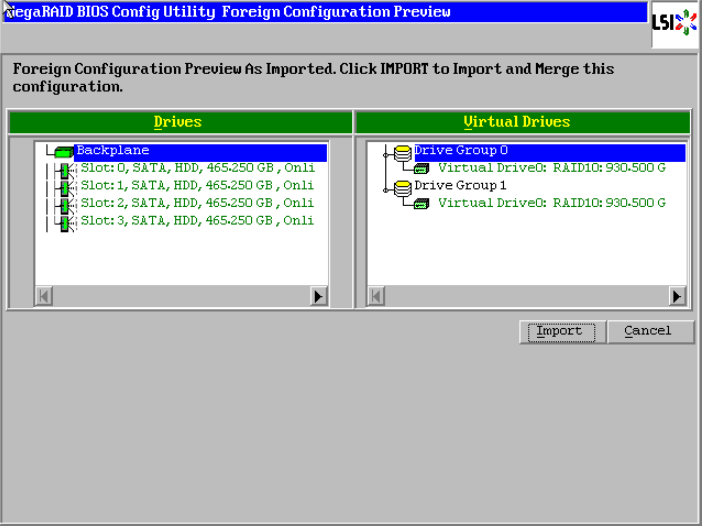 MegaRAID BIOS Config Utility Foreign Configuration Preview
LSI
Foreign Configuration Preview As Imported. Click IMPORT to Import and Merge this
configuration.
Drives
Virtual Drives
Backplane
Slot: 0, SATA, HDD, 465.250 GB, Onli
Slot: 1, SATA, HDD, 465.250 GB, Onli
Slot: 2, SATA, HDD, 465.250 GB, Onli
Slot: 3, SATA, HDD, 465.250 GB, Onli
Drive Group 0
Virtual Drive0: RAID10: 930.500 G
Drive Group 1
Virtual Drive0: RAID10: 930.500 G
Import
Cancel